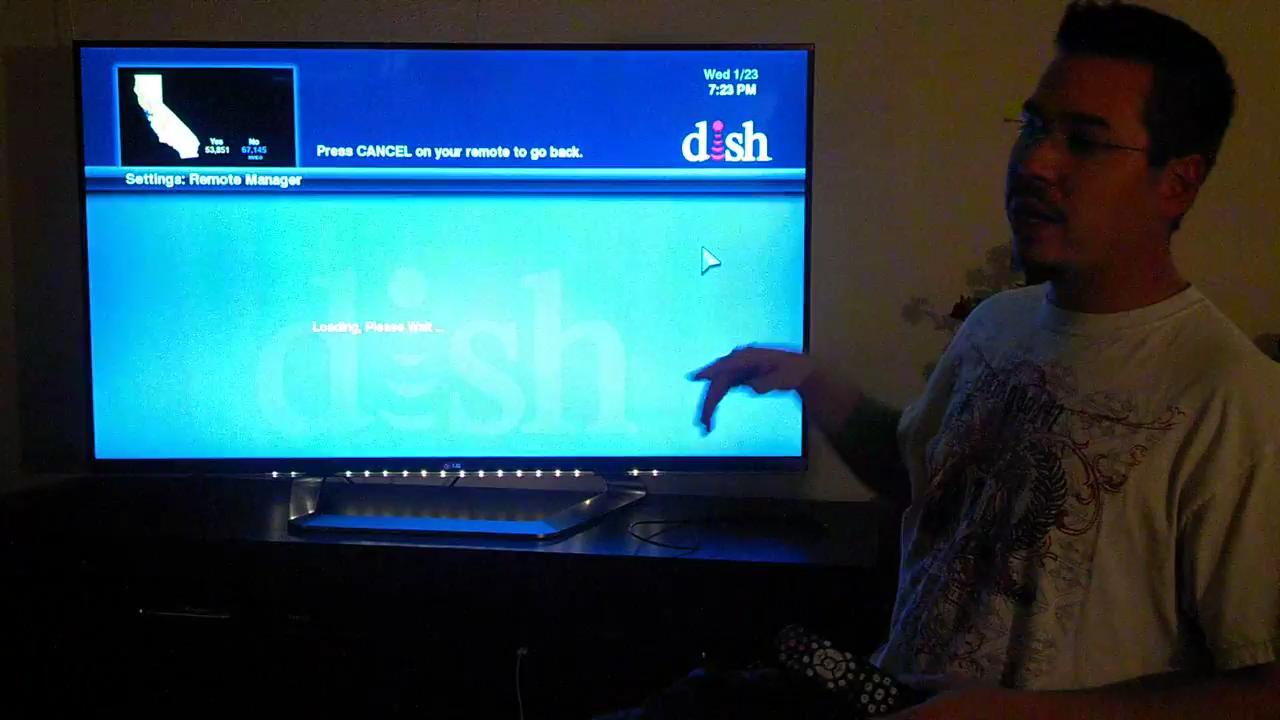 Wed 1/23
7:23 PM
Yes No
53,851 67,145
Press CANCEL on your remote to go back.
dish
Settings: Remote Manager
Loading, Please Wait ...
dish
LG